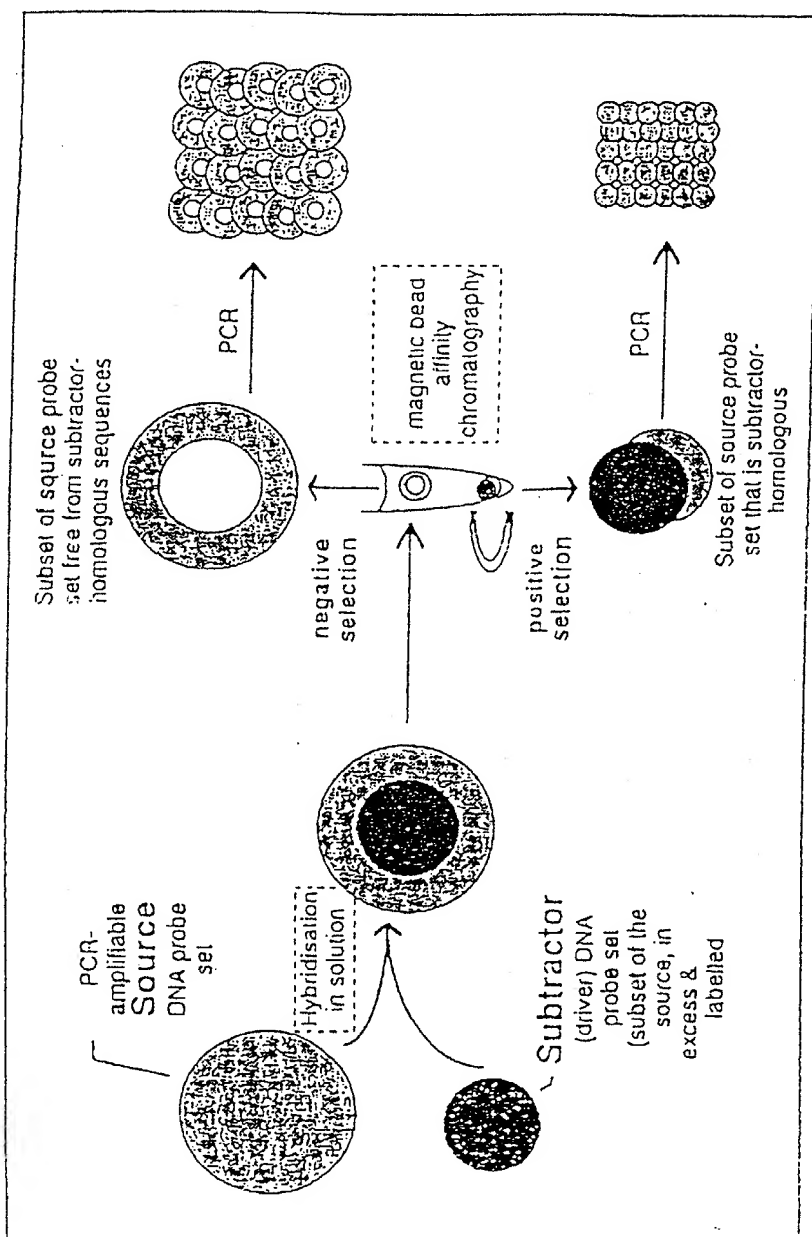 PCR-
amplifiable
Source
DNA probe
set
Hybridisation
in solution
Subtractor
(driver) DNA
probe set
(subset of the
source, in
excess &
labelled
negative
selection
positive
selection
magnetic bead
affinity
chromatography
Subset of source probe
set free from subtractor-
homologous sequences
PCR
Subset of source probe
set that is subtractor-
homologous
PCR